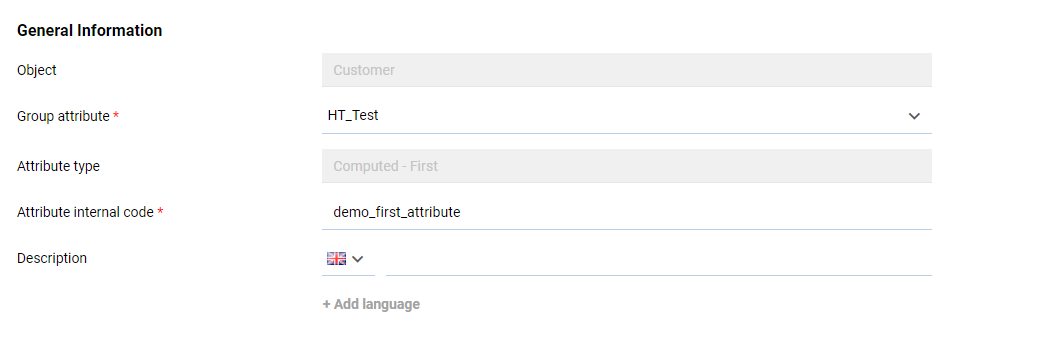 General Information
Object Customer
Group attribute * HT_Test
Attribute type Computed - First
Attribute internal code * demo_first_attribute
Description
+ Add language